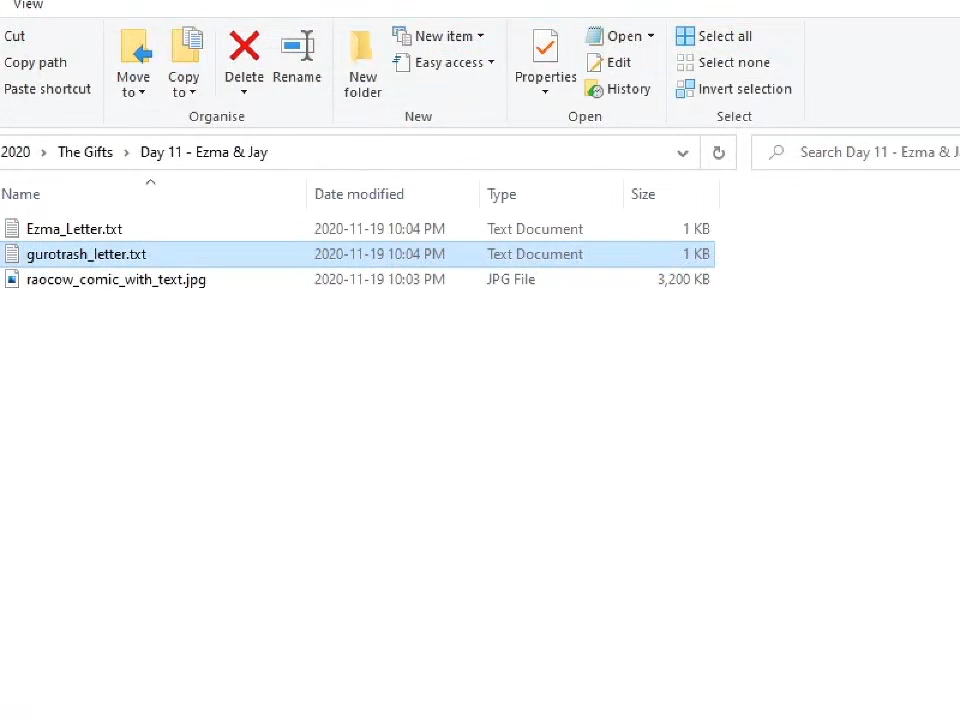 View
Cut
Copy path
Paste shortcut
Move to
Copy to
Delete
Rename
New folder
New item
Easy access
Properties
Open
Edit
History
Select all
Select none
Invert selection
Organise
New
Open
Select
2020 > The Gifts > Day 11 - Ezma & Jay
Search Day 11 - Ezma &
Name Date modified Type Size
Ezma_Letter.txt 2020-11-19 10:04 PM Text Document 1 KB
gurotrash_letter.txt 2020-11-19 10:04 PM Text Document 1 KB
raocow_comic_with_text.jpg 2020-11-19 10:03 PM JPG File 3,200 KB